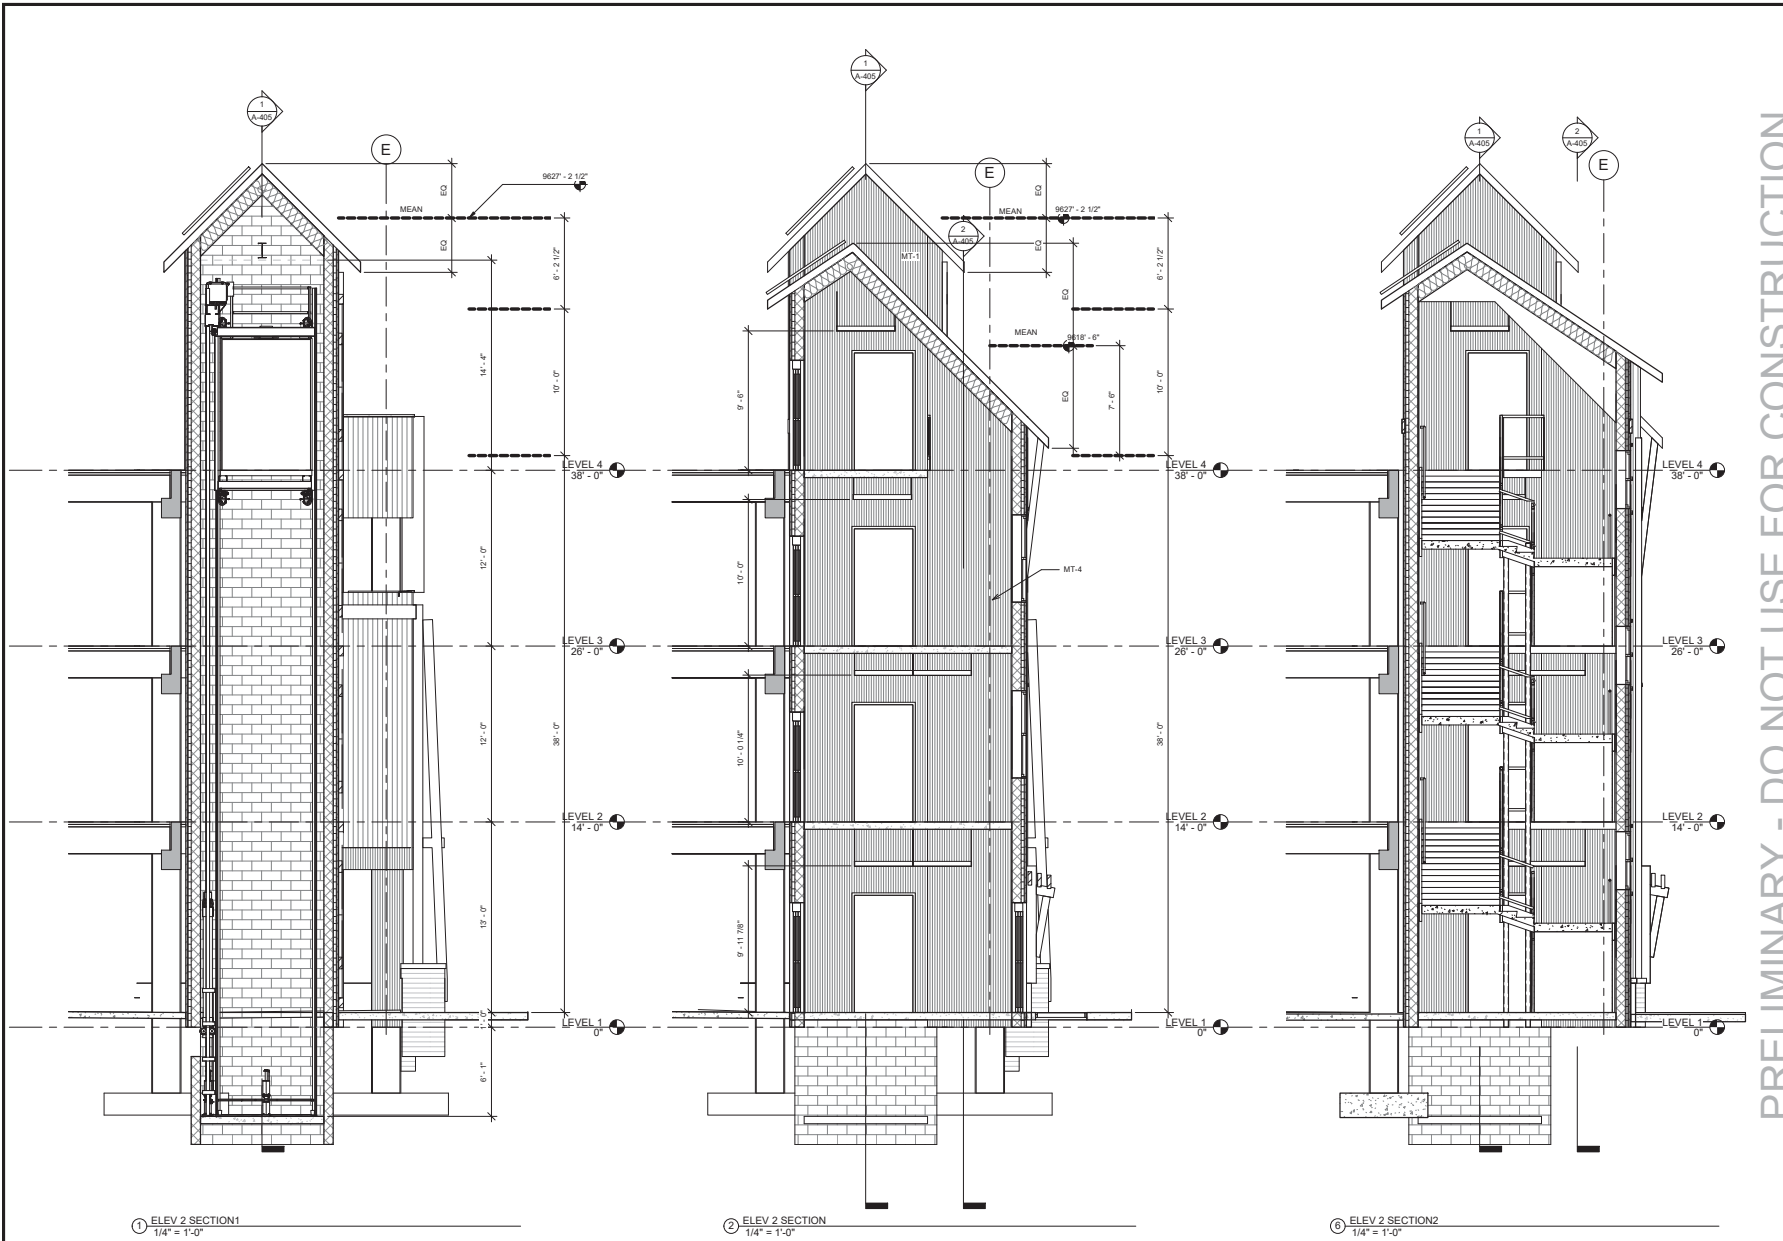 1
A-405
E
9627' - 2 1/2"
MEAN
EQ
EQ
6' - 2 1/2"
14' - 4"
10' - 0"
LEVEL 4
38' - 0"
12' - 0"
LEVEL 3
26' - 0"
12' - 0"
38' - 0"
LEVEL 2
14' - 0"
13' - 0"
1' - 0"
LEVEL 1
0"
6' - 1"
1 ELEV 2 SECTION1
1/4" = 1'-0"
1
A-405
E
EQ
MEAN
9627' - 2 1/2"
2
A-405
EQ
MT-1
6' - 2 1/2"
EQ
MEAN
9618' - 6"
9' - 6"
EQ
7' - 6"
10' - 0"
LEVEL 4
38' - 0"
10' - 0"
MT-4
LEVEL 3
26' - 0"
10' - 0 1/4"
38' - 0"
LEVEL 2
14' - 0"
9' - 11 7/8"
LEVEL 1
0"
2 ELEV 2 SECTION
1/4" = 1'-0"
1
A-405
2
A-405
E
LEVEL 4
38' - 0"
LEVEL 3
26' - 0"
LEVEL 2
14' - 0"
LEVEL 1
0"
6 ELEV 2 SECTION2
1/4" = 1'-0"
PRELIMINARY - DO NOT USE FOR CONSTRUCTION